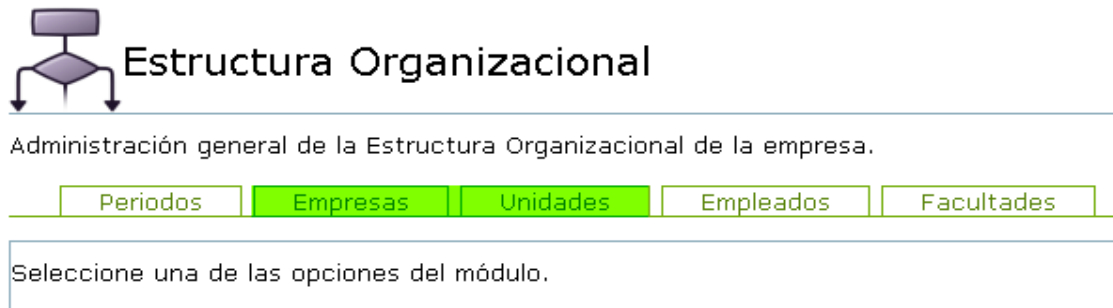 Estructura Organizacional
Administración general de la Estructura Organizacional de la empresa.
Periodos Empresas Unidades Empleados Facultades
Seleccione una de las opciones del módulo.